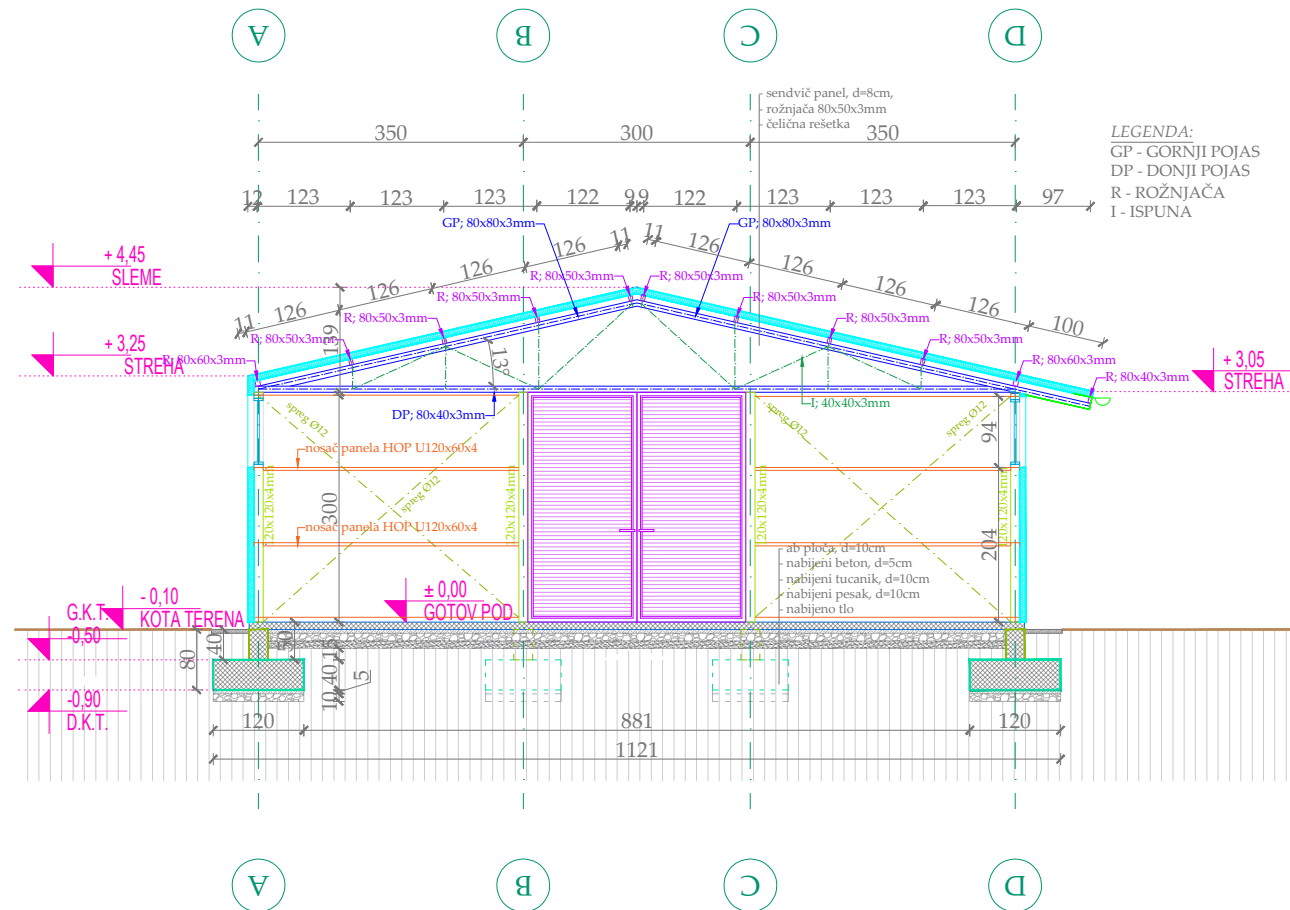 A B C D
350 300 350
sendvič panel, d=8cm,
rožnjača 80x50x3mm
čelična rešetka
LEGENDA:
GP - GORNJI POJAS
DP - DONJI POJAS
R - ROŽNJAČA
I - ISPUNA
12 123 123 123 122 9 9 122 123 123 123 97
GP; 80x80x3mm
GP; 80x80x3mm
11 126 126 126 11
11 126 126 126 100
+ 4,45
SLEME
R; 80x50x3mm
R; 80x50x3mm
R; 80x50x3mm
R; 80x50x3mm
R; 80x50x3mm
R; 80x50x3mm
R; 80x50x3mm
R; 80x50x3mm
+ 3,25
STREHA
R; 80x60x3mm
R; 80x60x3mm
R; 80x40x3mm
+ 3,05
STREHA
139
13°
DP; 80x40x3mm
I; 40x40x3mm
spreg Ø12
spreg Ø12
spreg Ø12
spreg Ø12
nosač panela HOP U120x60x4
nosač panela HOP U120x60x4
300
94
204
20x120x4mm
20x120x4mm
20x120x4mm
20x120x4mm
ab ploča, d=10cm
nabijeni beton, d=5cm
nabijeni tucanik, d=10cm
nabijeni pesak, d=10cm
nabijeno tlo
- 0,10
KOTA TERENA
± 0,00
GOTOV POD
G.K.T.
-0,50
-0,90
D.K.T.
80
40
50
15
40
10
5
120 881 120
1121
A B C D